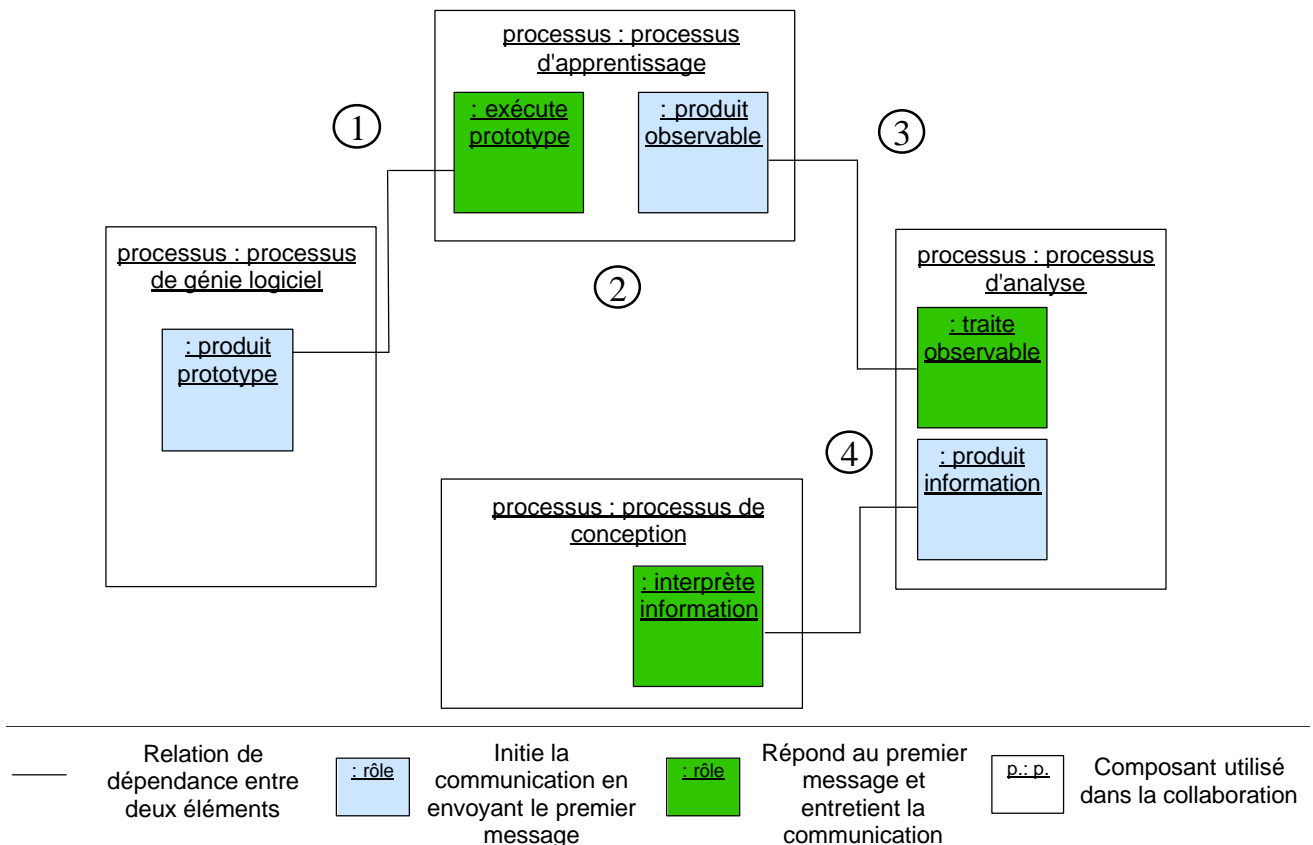 processus : processus
d'apprentissage
: exécute
prototype
: produit
observable
1
3
2
processus : processus
de génie logiciel
: produit
prototype
processus : processus
d'analyse
: traite
observable
: produit
information
4
processus : processus de
conception
: interprète
information
Relation de
dépendance entre
deux éléments
: rôle
Initie la
communication en
envoyant le premier
message
: rôle
Répond au premier
message et
entretient la
communication
p.: p.
Composant utilisé
dans la collaboration